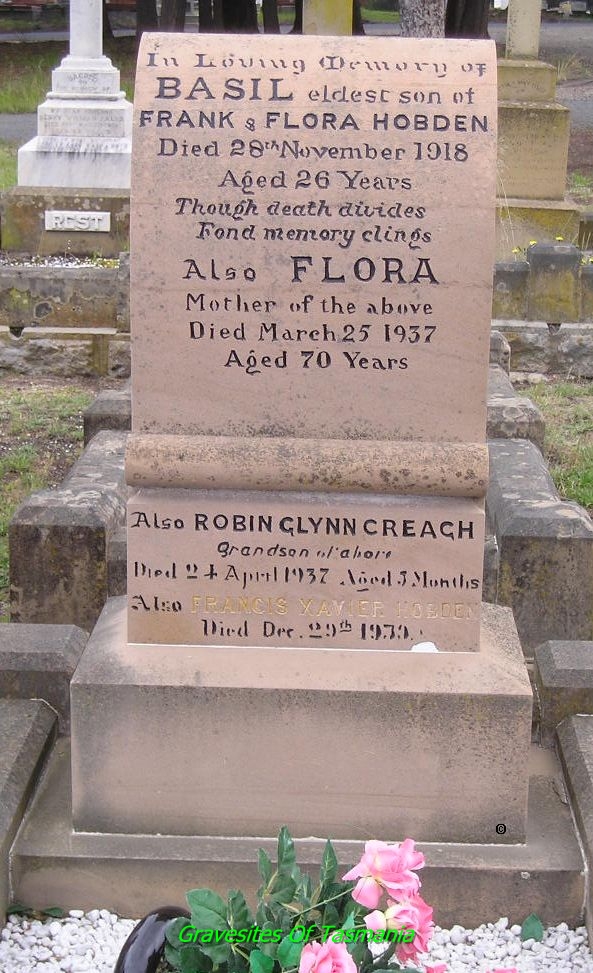 In Loving Memory of
BASIL eldest son of
FRANK & FLORA HOBDEN
Died 28th November 1918
Aged 26 Years
Though death divides
Fond memory clings
Also FLORA
Mother of the above
Died March 25 1937
Aged 70 Years
Also ROBIN GLYNN CREAGH
Grandson of above
Died 24 April 1937 Aged 5 Months
Also FRANCIS XAVIER HOBDEN
Died Dec. 29th 1939.
REST
©
Gravesites Of Tasmania